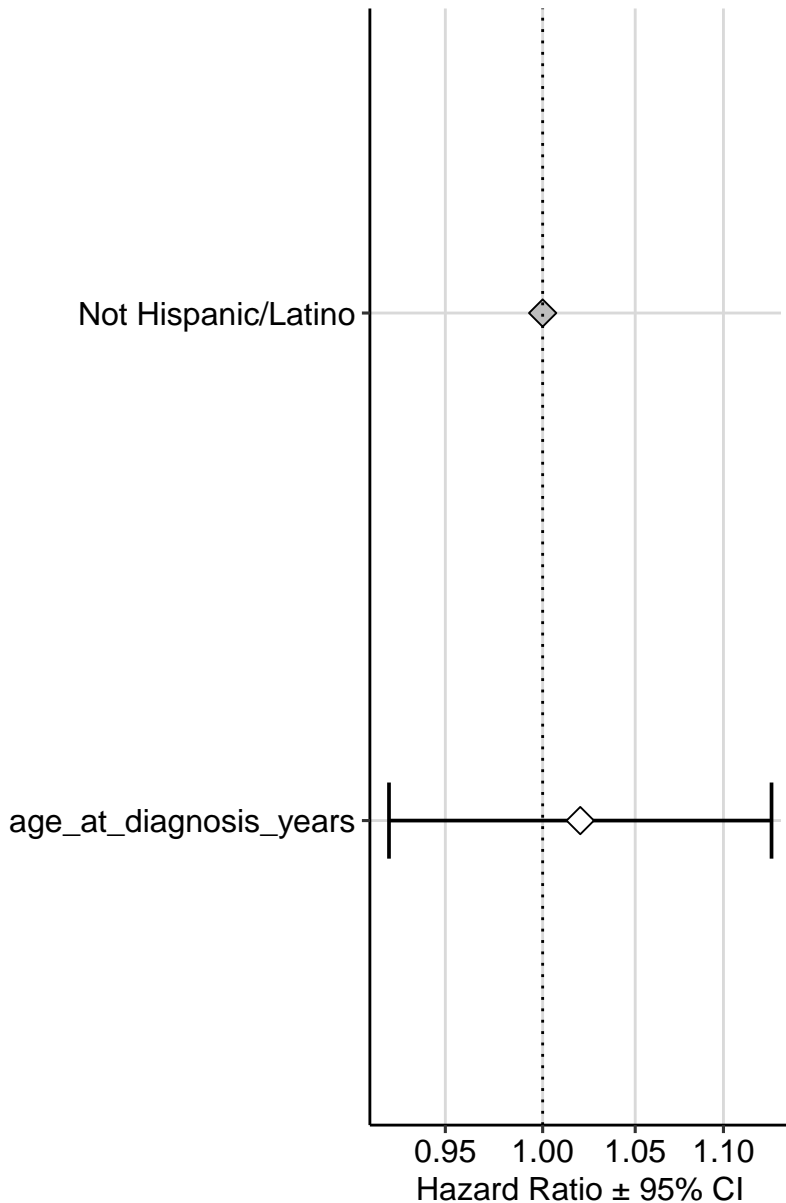 Not Hispanic/Latino
age_at_diagnosis_years
0.95 1.00 1.05 1.10
Hazard Ratio ± 95% CI